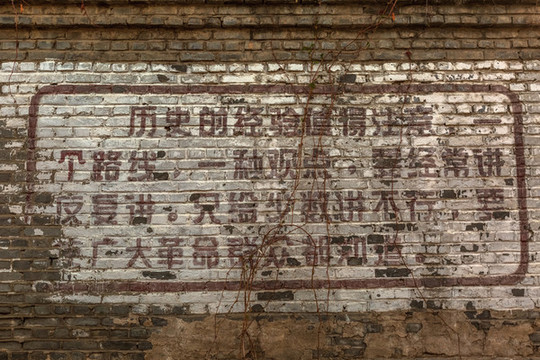 历史的经验值得注意，一
个路线，一种观点，要经常讲，
反复讲。只给少数讲不行，要
使广大革命群众都知道。